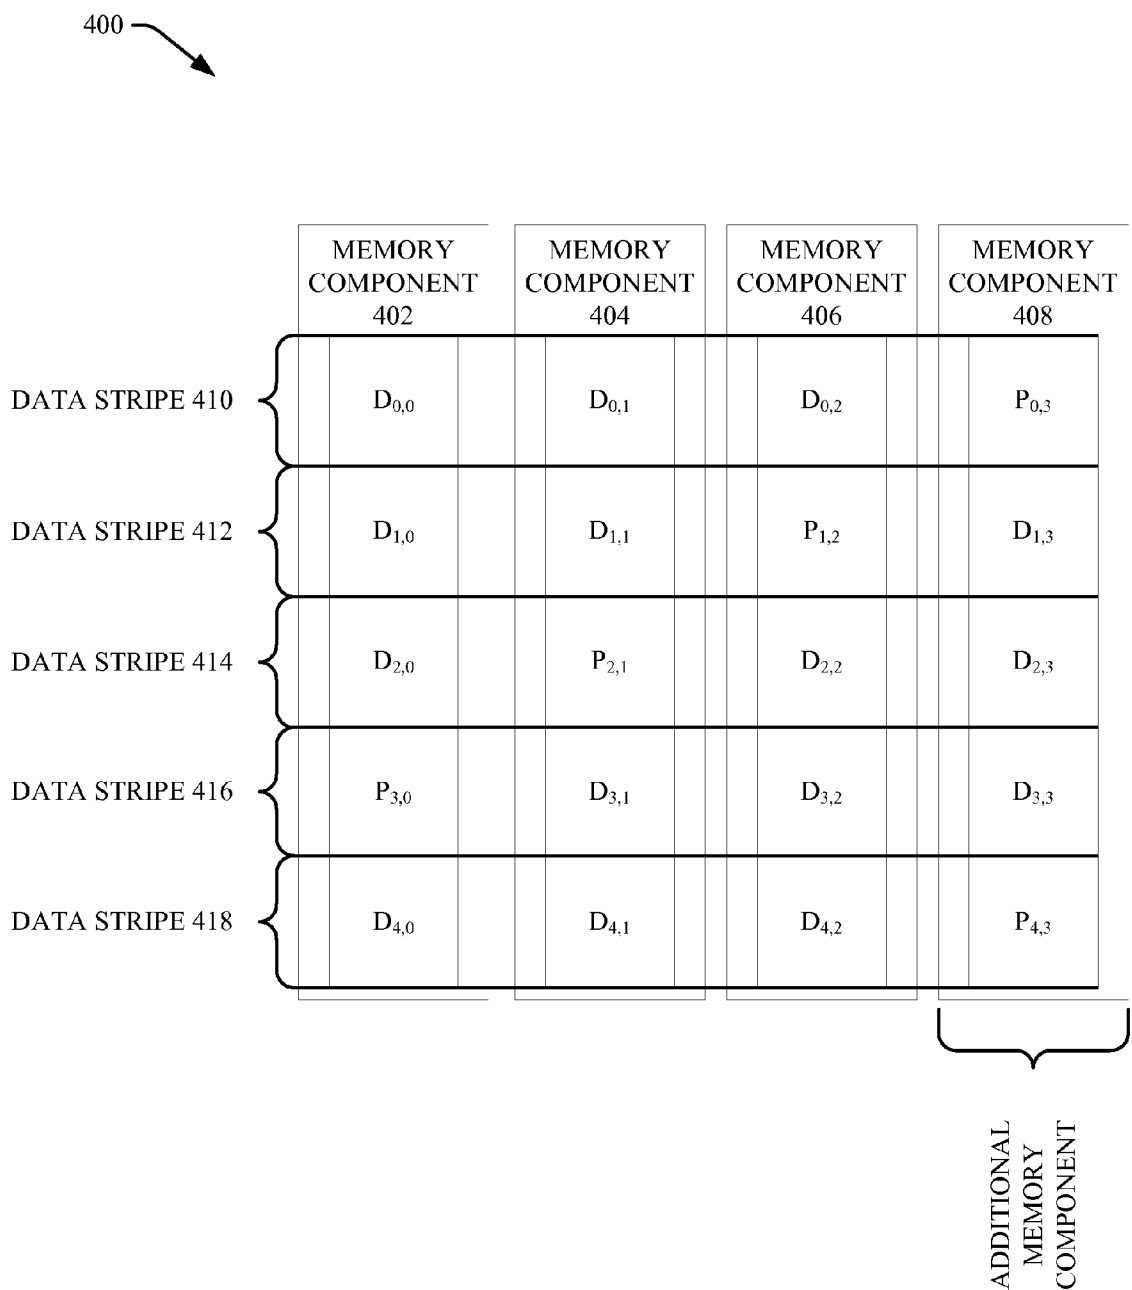 400
MEMORY COMPONENT 402
MEMORY COMPONENT 404
MEMORY COMPONENT 406
MEMORY COMPONENT 408
DATA STRIPE 410
D0,0
D0,1
D0,2
P0,3
DATA STRIPE 412
D1,0
D1,1
P1,2
D1,3
DATA STRIPE 414
D2,0
P2,1
D2,2
D2,3
DATA STRIPE 416
P3,0
D3,1
D3,2
D3,3
DATA STRIPE 418
D4,0
D4,1
D4,2
P4,3
ADDITIONAL
MEMORY
COMPONENT